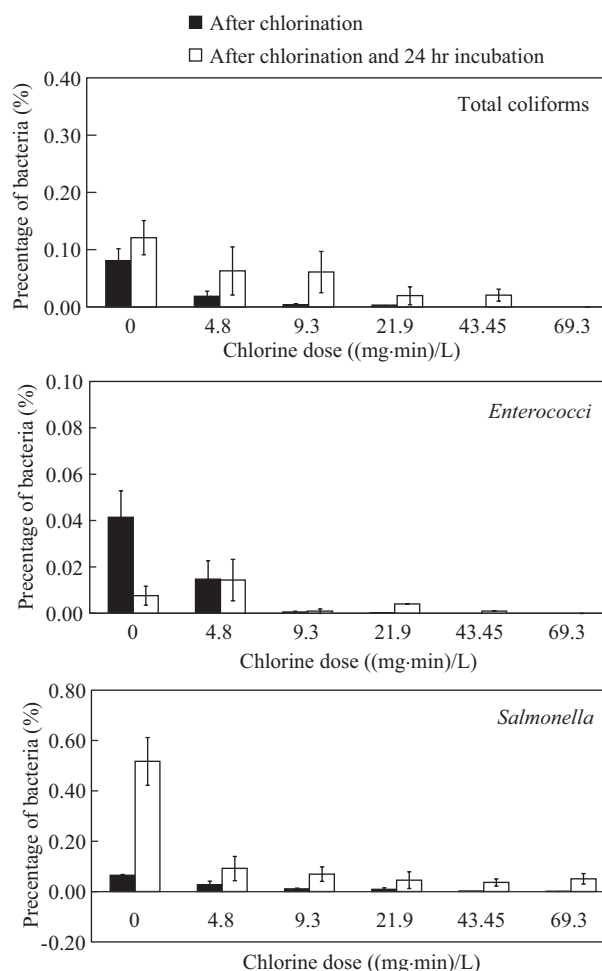 After chlorination
After chlorination and 24 hr incubation
Precentage of bacteria (%)
0.40
0.30
0.20
0.10
0.00
Total coliforms
0 4.8 9.3 21.9 43.45 69.3
Chlorine dose ((mg·min)/L)
Precentage of bacteria (%)
0.10
0.08
0.06
0.04
0.02
0.00
Enterococci
0 4.8 9.3 21.9 43.45 69.3
Chlorine dose ((mg·min)/L)
Precentage of bacteria (%)
0.80
0.60
0.40
0.20
0.00
-0.20
Salmonella
0 4.8 9.3 21.9 43.45 69.3
Chlorine dose ((mg·min)/L)